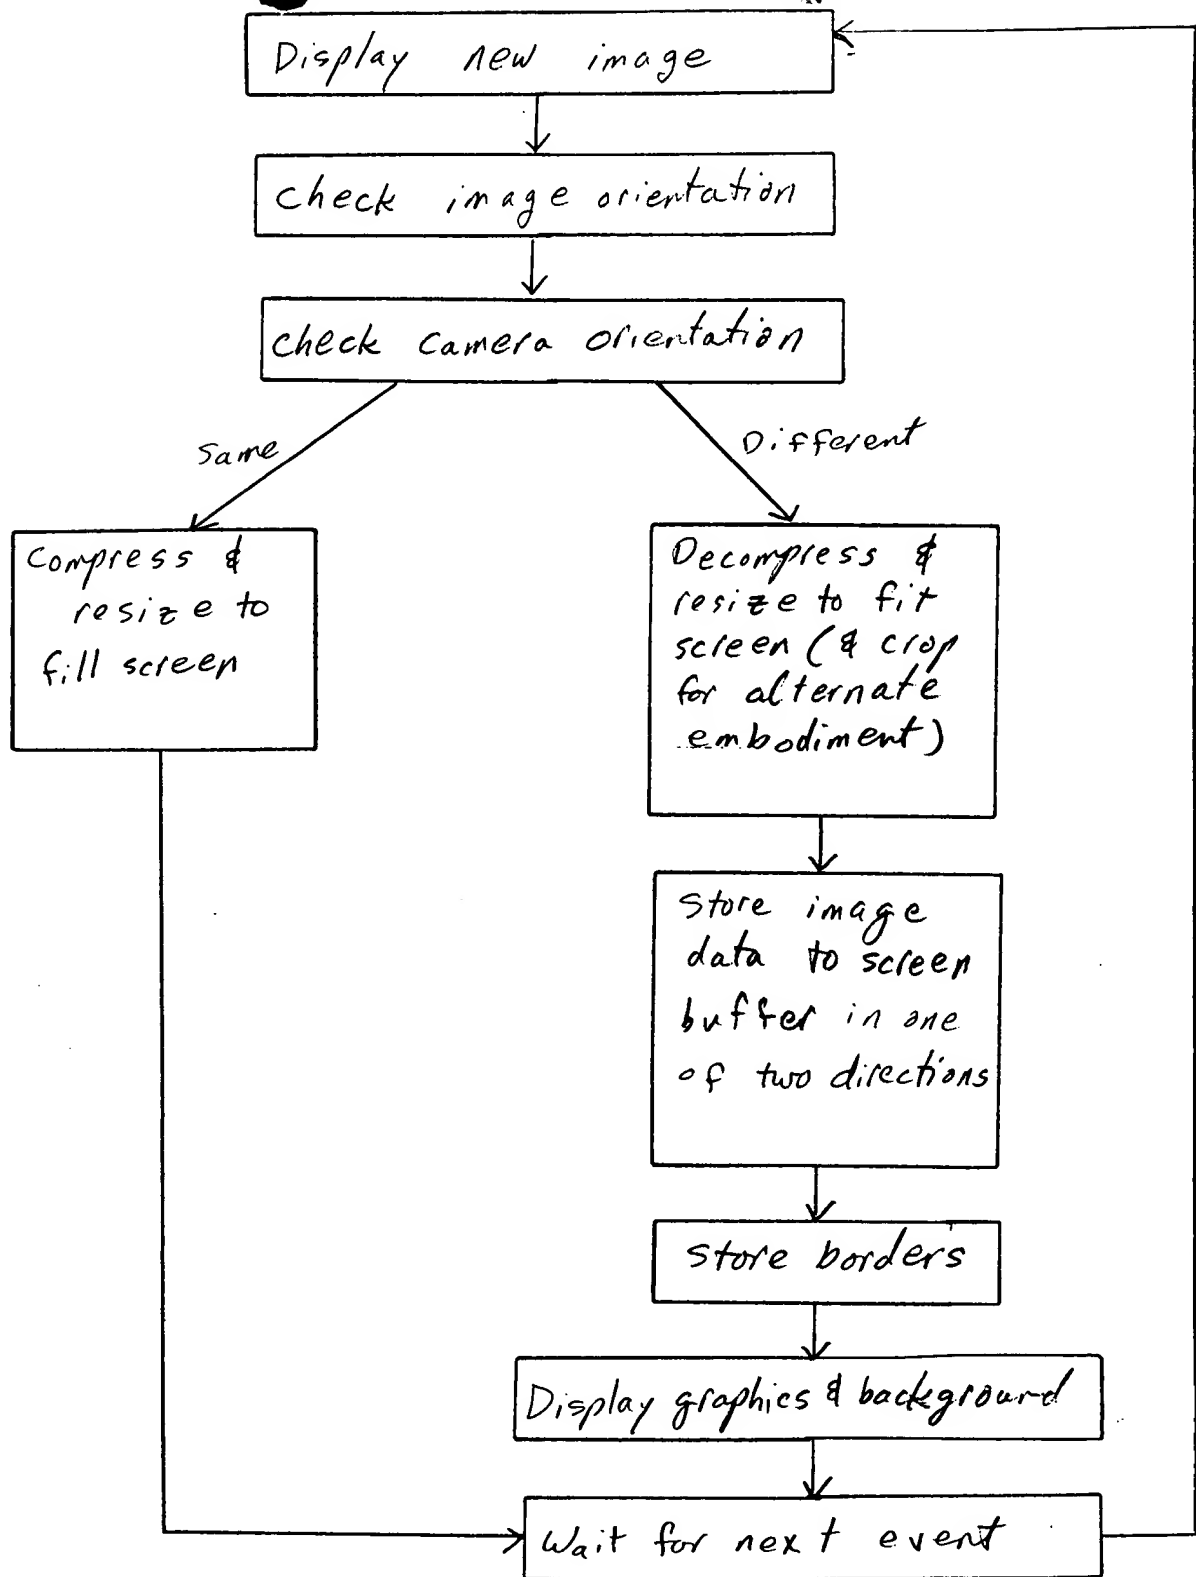 Display new image
check image orientation
check camera orientation
Same
Different
Compress &
resize to
fill screen
Decompress &
resize to fit
screen (& crop
for alternate
embodiment)
Store image
data to screen
buffer in one
of two directions
Store borders
Display graphics & background
Wait for next event